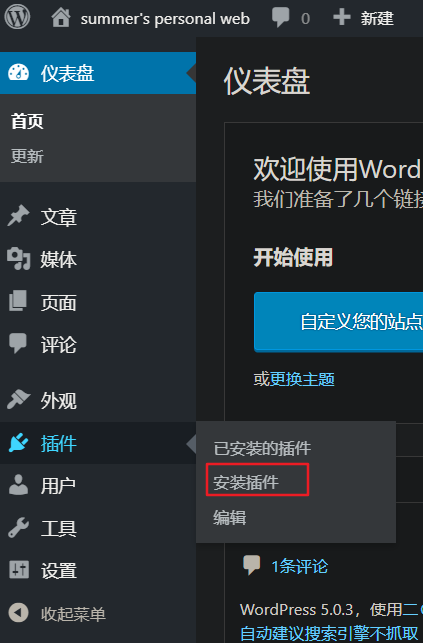 summer's personal web 0 新建
仪表盘
首页
更新
文章
媒体
页面
评论
外观
插件
用户
工具
设置
收起菜单
已安装的插件
安装插件
编辑
仪表盘
欢迎使用Word
我们准备了几个链接
开始使用
自定义您的站点
或更换主题
1条评论
WordPress 5.0.3，使用二
自动建议搜索引擎不抓取